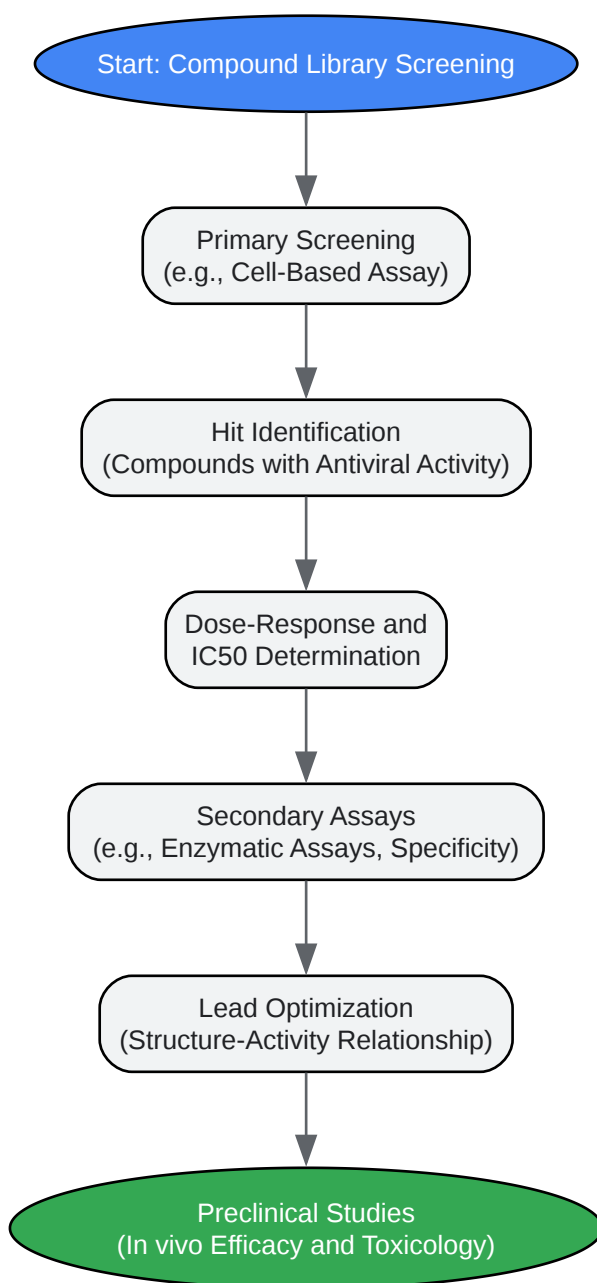 Start: Compound Library Screening
Primary Screening
(e.g., Cell-Based Assay)
Hit Identification
(Compounds with Antiviral Activity)
Dose-Response and
IC50 Determination
Secondary Assays
(e.g., Enzymatic Assays, Specificity)
Lead Optimization
(Structure-Activity Relationship)
Preclinical Studies
(In vivo Efficacy and Toxicology)